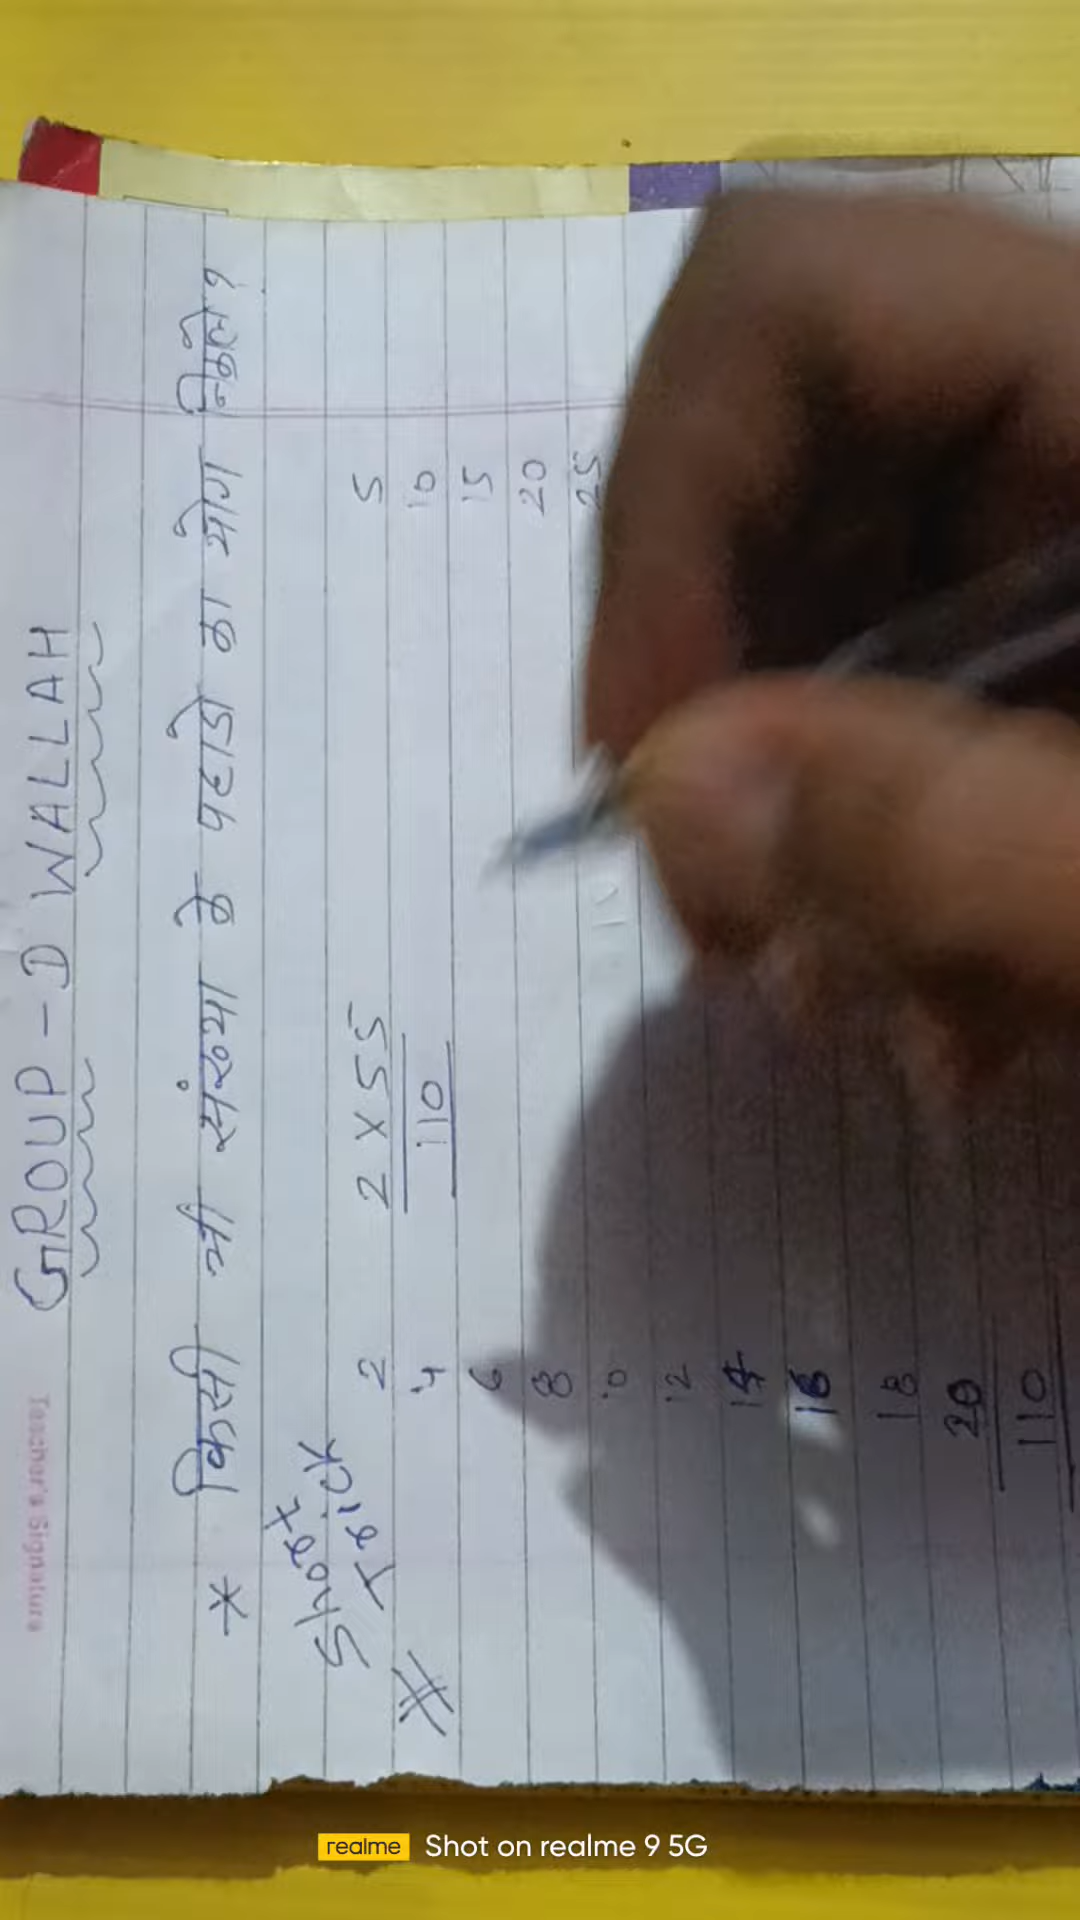 GROUP - D WALLAH
* किसी भी संख्या के पहाड़े का योग निकाले ?
Short
Trick
#
2
4
6
8
10
12
14
16
18
20
110
2 x 55
110
5
10
15
20
25
Teacher's Signature
realme Shot on realme 9 5G